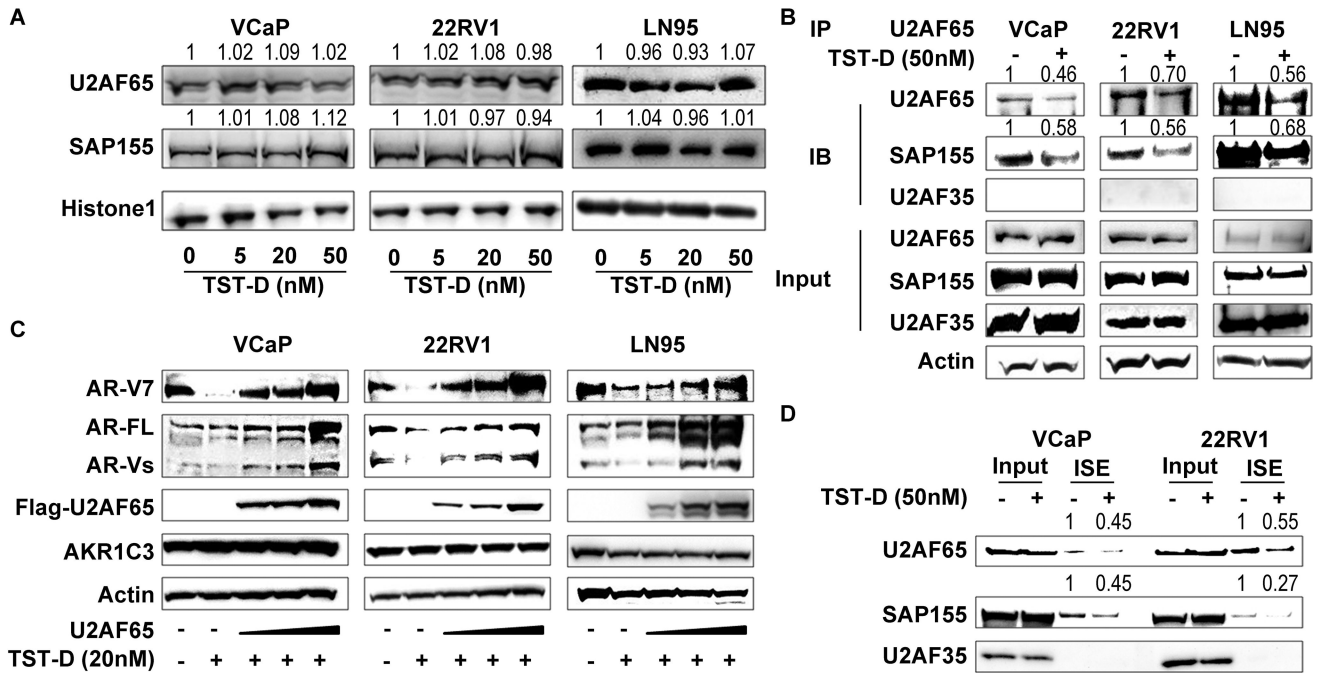 A
VCaP 22RV1 LN95
1 1.02 1.09 1.02 1 1.02 1.08 0.98 1 0.96 0.93 1.07
U2AF65
1 1.01 1.08 1.12 1 1.01 0.97 0.94 1 1.04 0.96 1.01
SAP155
Histone1
0 5 20 50 0 5 20 50 0 5 20 50
TST-D (nM) TST-D (nM) TST-D (nM)
B
IP U2AF65 VCaP 22RV1 LN95
TST-D (50nM) - + - + - +
1 0.46 1 0.70 1 0.56
U2AF65
1 0.58 1 0.56 1 0.68
IB SAP155
U2AF35
U2AF65
Input SAP155
U2AF35
Actin
C
VCaP 22RV1 LN95
AR-V7
AR-FL
AR-Vs
Flag-U2AF65
AKR1C3
Actin
U2AF65 - - - - - -
TST-D (20nM) - + + + + - + + + + - + + + +
D
VCaP 22RV1
Input ISE Input ISE
TST-D (50nM) - + - + - + - +
1 0.45 1 0.55
U2AF65
1 0.45 1 0.27
SAP155
U2AF35